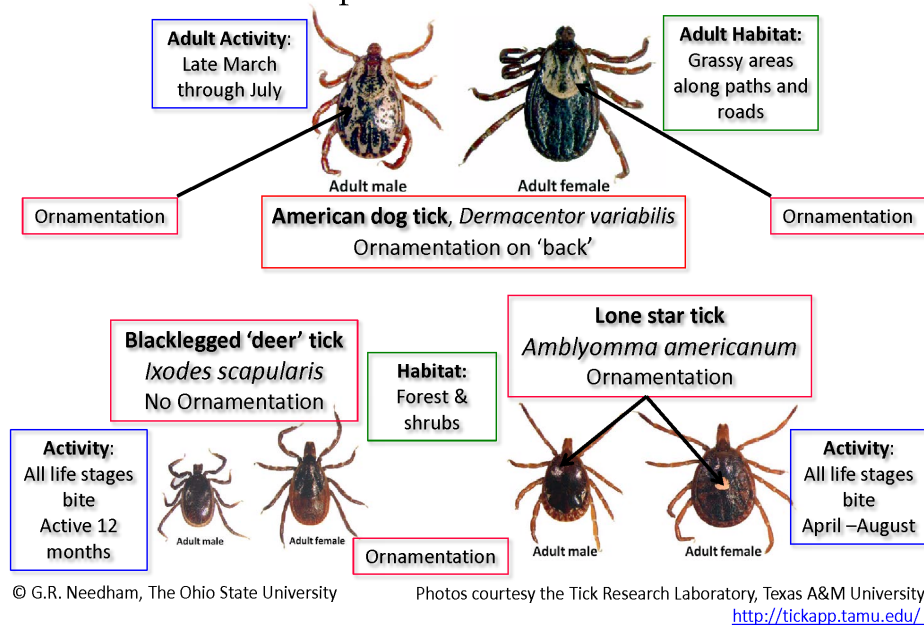 Adult Activity:
Late March
through July
Adult Habitat:
Grassy areas
along paths and
roads
Adult male
Adult female
Ornamentation
American dog tick, Dermacentor variabilis
Ornamentation on ‘back’
Ornamentation
Blacklegged ‘deer’ tick
Ixodes scapularis
No Ornamentation
Habitat:
Forest &
shrubs
Lone star tick
Amblyomma americanum
Ornamentation
Activity:
All life stages
bite
Active 12
months
Adult male
Adult female
Ornamentation
Adult male
Adult female
Activity:
All life stages
bite
April –August
© G.R. Needham, The Ohio State University
Photos courtesy the Tick Research Laboratory, Texas A&M University
http://tickapp.tamu.edu/